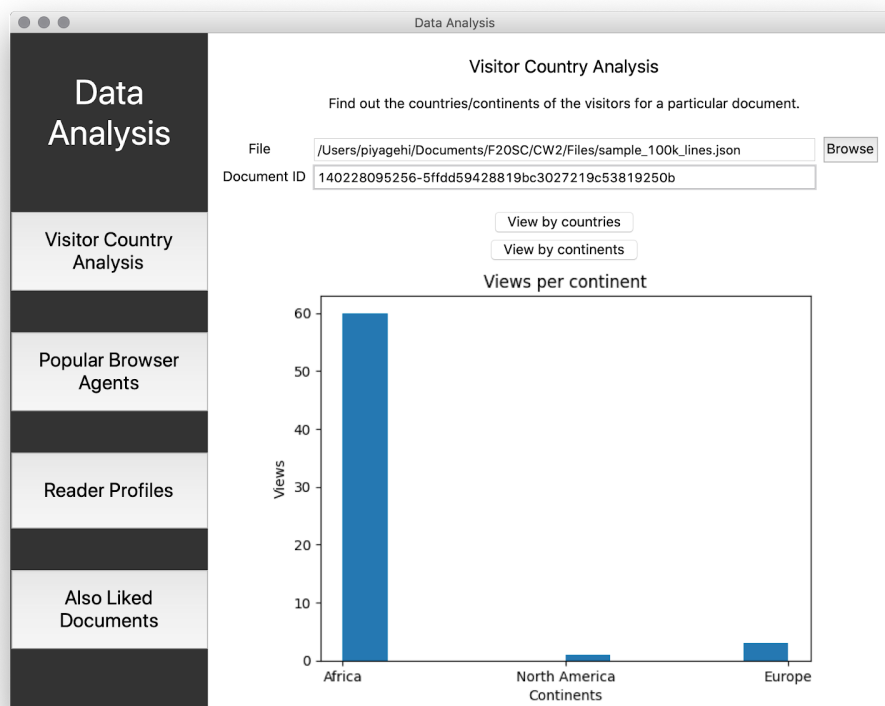 Data Analysis
Data
Analysis
Visitor Country
Analysis
Popular Browser
Agents
Reader Profiles
Also Liked
Documents
Visitor Country Analysis
Find out the countries/continents of the visitors for a particular document.
File
/Users/piyagehi/Documents/F20SC/CW2/Files/sample_100k_lines.json
Browse
Document ID
140228095256-5ffdd59428819bc3027219c53819250b
View by countries
View by continents
Views per continent
60
50
40
30
20
10
0
Views
Africa
North America
Europe
Continents